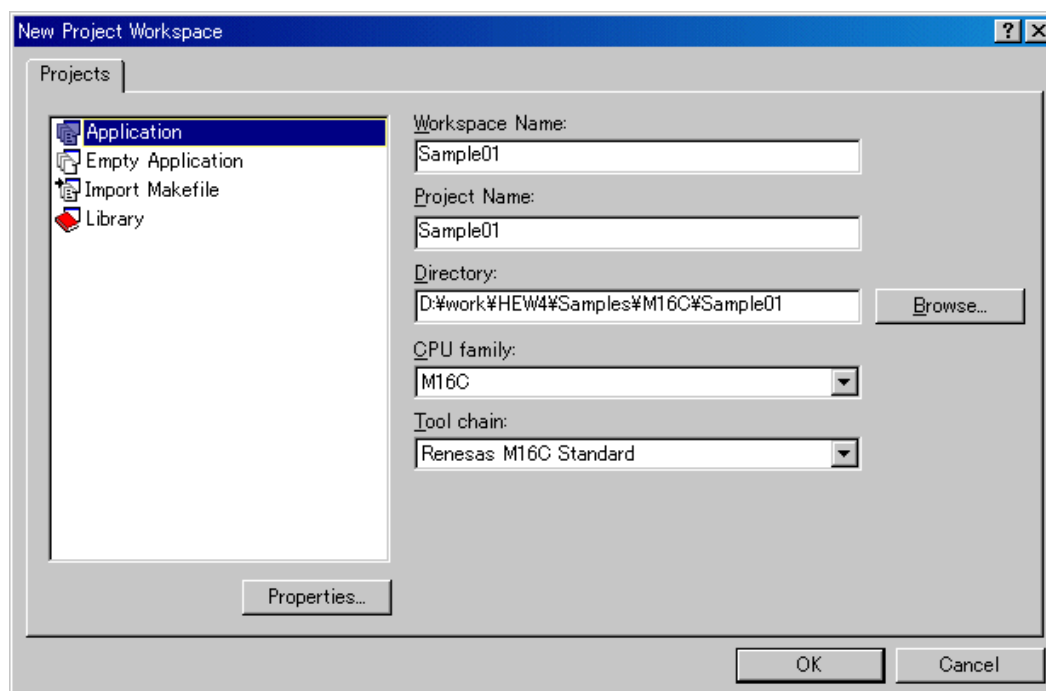 New Project Workspace
Projects
Application
Empty Application
Import Makefile
Library
Workspace Name:
Sample01
Project Name:
Sample01
Directory:
D:¥work¥HEW4¥Samples¥M16C¥Sample01
Browse...
CPU family:
M16C
Tool chain:
Renesas M16C Standard
Properties...
OK
Cancel